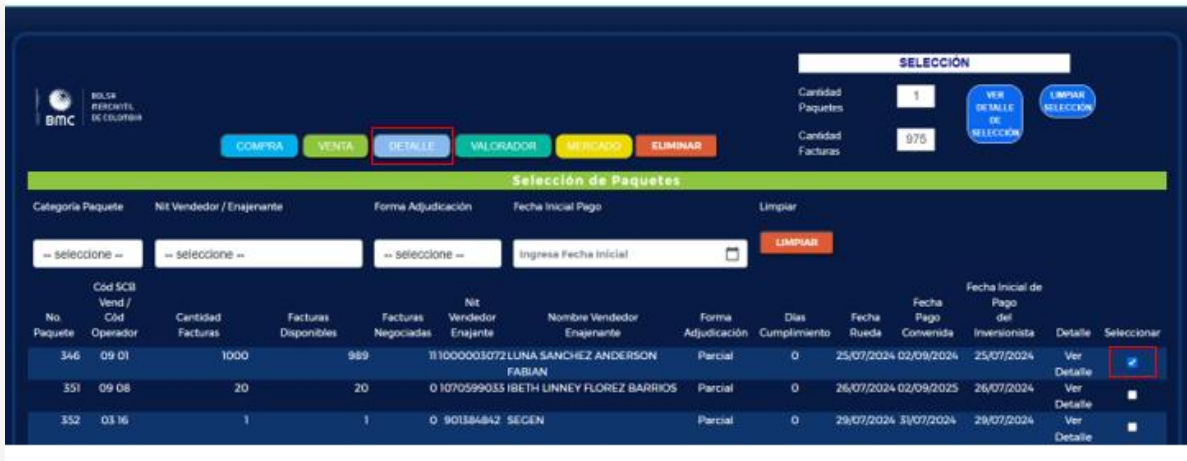 SELECCIÓN
BOLSA
MERCANTIL
DE COLOMBIA
BMC
Cantidad
Paquetes
1
VER
DETALLE
DE
SELECCIÓN
LIMPIAR
SELECCIÓN
Cantidad
Facturas
975
COMPRA
VENTA
DETALLE
VALORADOR
MERCADO
ELIMINAR
Selección de Paquetes
Categoría Paquete
Nit Vendedor / Enajenante
Forma Adjudicación
Fecha Inicial Pago
Limpiar
-- seleccione --
-- seleccione --
-- seleccione --
Ingresa Fecha Inicial
LIMPIAR
No. Paquete
Cód SCB Vend / Cód Operador
Cantidad Facturas
Facturas Disponibles
Facturas Negociadas
Nit Vendedor Enajante
Nombre Vendedor Enajenante
Forma Adjudicación
Días Cumplimiento
Fecha Rueda
Fecha Pago Convenida
Fecha Inicial de Pago del Inversionista
Detalle
Seleccionar
346 09 01 1000 989 11 1000003072 LUNA SANCHEZ ANDERSON FABIAN Parcial 0 25/07/2024 02/09/2024 25/07/2024 Ver Detalle
351 09 08 20 20 0 1070599033 IBETH LINNEY FLOREZ BARRIOS Parcial 0 26/07/2024 02/09/2025 26/07/2024 Ver Detalle
352 03 16 1 1 0 901384842 SEGEN Parcial 0 29/07/2024 31/07/2024 29/07/2024 Ver Detalle